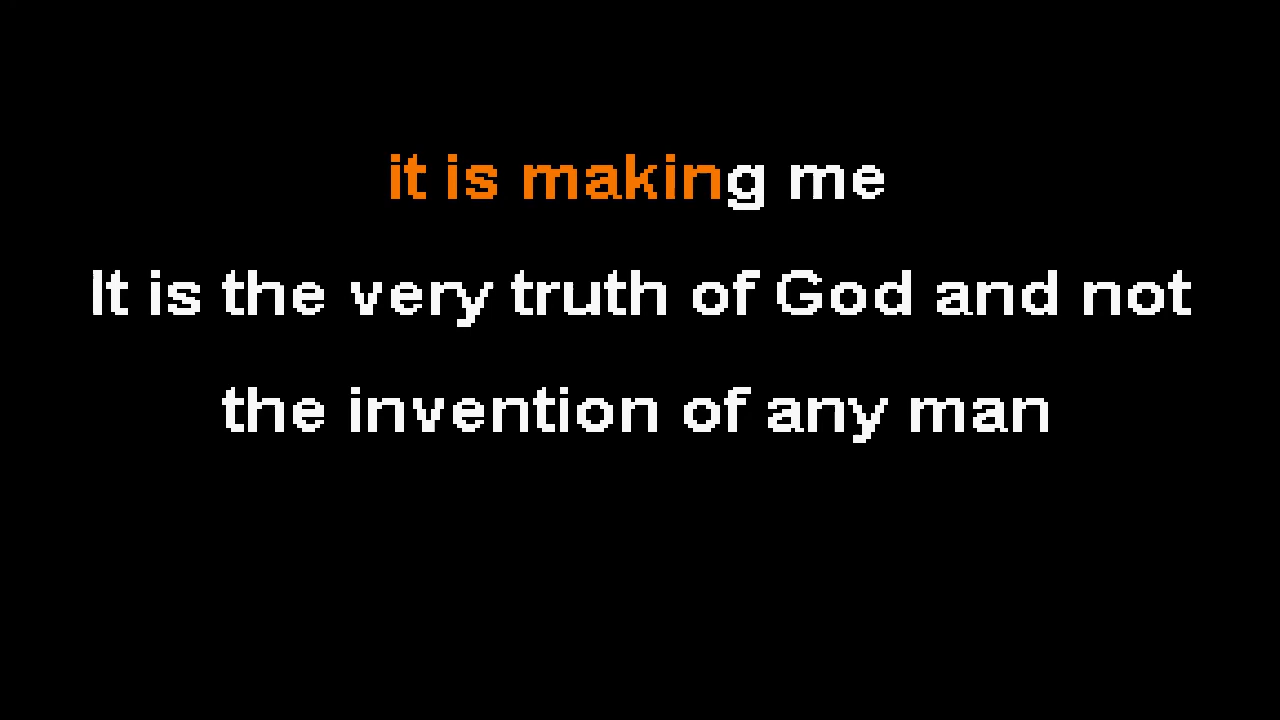 it is making me
It is the very truth of God and not
the invention of any man